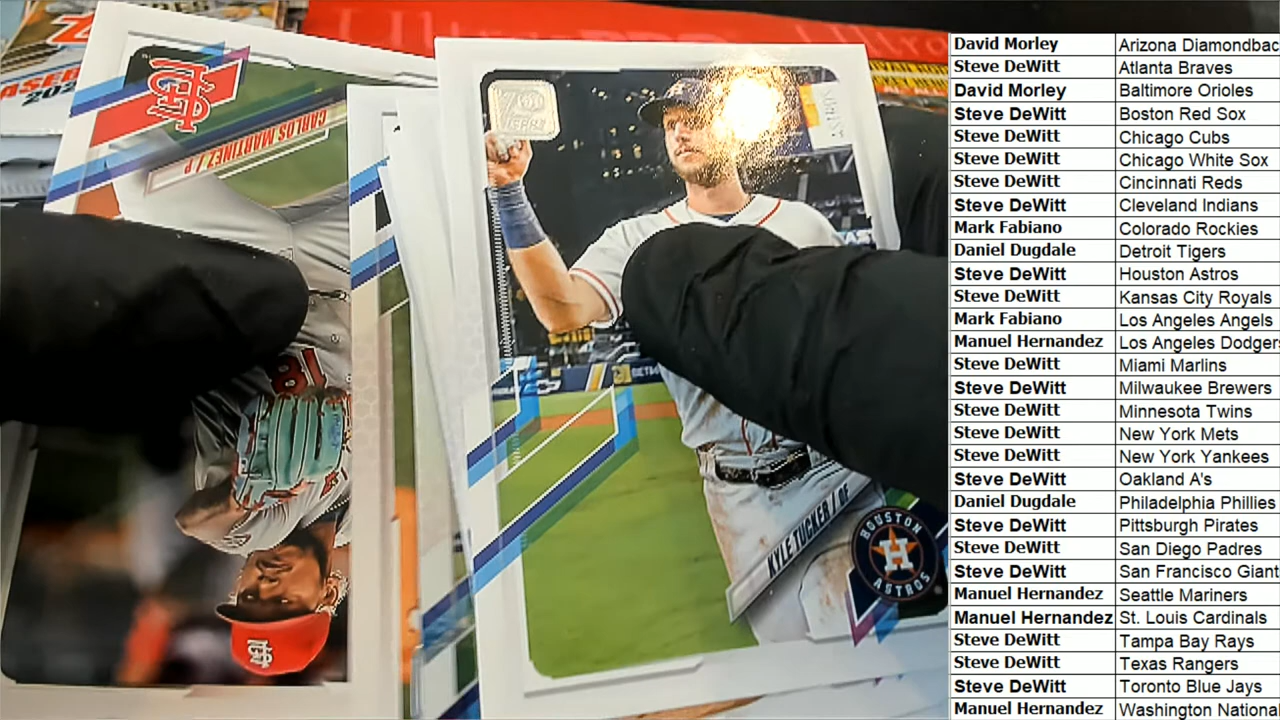 CARLOS MARTINEZ / P
18
KYLE TUCKER / OF
HOUSTON
H
ASTROS
David Morley Arizona Diamondbac
Steve DeWitt Atlanta Braves
David Morley Baltimore Orioles
Steve DeWitt Boston Red Sox
Steve DeWitt Chicago Cubs
Steve DeWitt Chicago White Sox
Steve DeWitt Cincinnati Reds
Steve DeWitt Cleveland Indians
Mark Fabiano Colorado Rockies
Daniel Dugdale Detroit Tigers
Steve DeWitt Houston Astros
Steve DeWitt Kansas City Royals
Mark Fabiano Los Angeles Angels
Manuel Hernandez Los Angeles Dodgers
Steve DeWitt Miami Marlins
Steve DeWitt Milwaukee Brewers
Steve DeWitt Minnesota Twins
Steve DeWitt New York Mets
Steve DeWitt New York Yankees
Steve DeWitt Oakland A's
Daniel Dugdale Philadelphia Phillies
Steve DeWitt Pittsburgh Pirates
Steve DeWitt San Diego Padres
Steve DeWitt San Francisco Giant
Manuel Hernandez Seattle Mariners
Manuel Hernandez St. Louis Cardinals
Steve DeWitt Tampa Bay Rays
Steve DeWitt Texas Rangers
Steve DeWitt Toronto Blue Jays
Manuel Hernandez Washington National